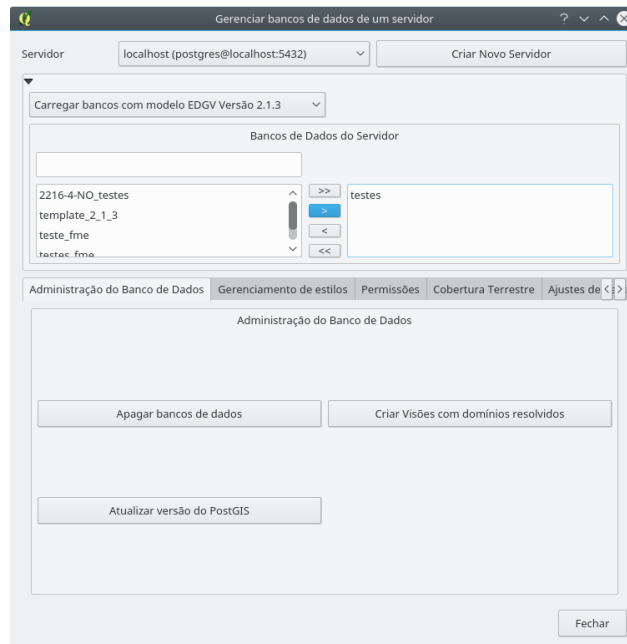 Gerenciar bancos de dados de um servidor
Servidor
localhost (postgres@localhost:5432)
Criar Novo Servidor
Carregar bancos com modelo EDGV Versão 2.1.3
Bancos de Dados do Servidor
2216-4-NO_testes
template_2_1_3
teste_fme
testes_fme
>>
>
<
<<
testes
Administração do Banco de Dados
Gerenciamento de estilos
Permissões
Cobertura Terrestre
Ajustes de
Administração do Banco de Dados
Apagar bancos de dados
Criar Visões com domínios resolvidos
Atualizar versão do PostGIS
Fechar